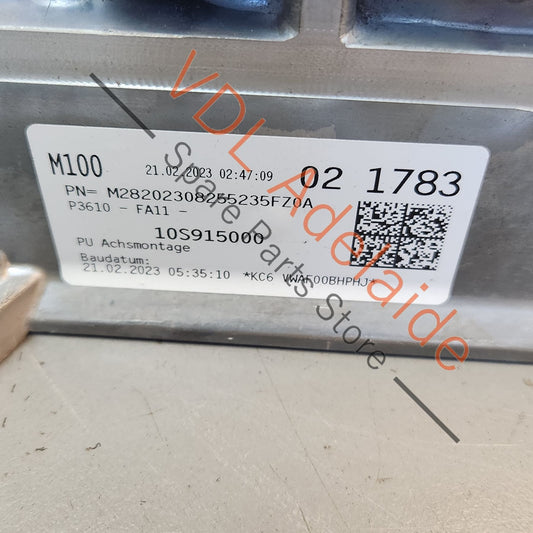 M100 21.02.2023 02:47:09 02 1783
PN= M28202308255235FZ0A
P3610 - FA11 -
10S915000
PU Achsmontage
Baudatum:
21.02.2023 05:35:10 *KC6 VWAF00BHPHJ*
VDL Adelaide
Spare Parts Store